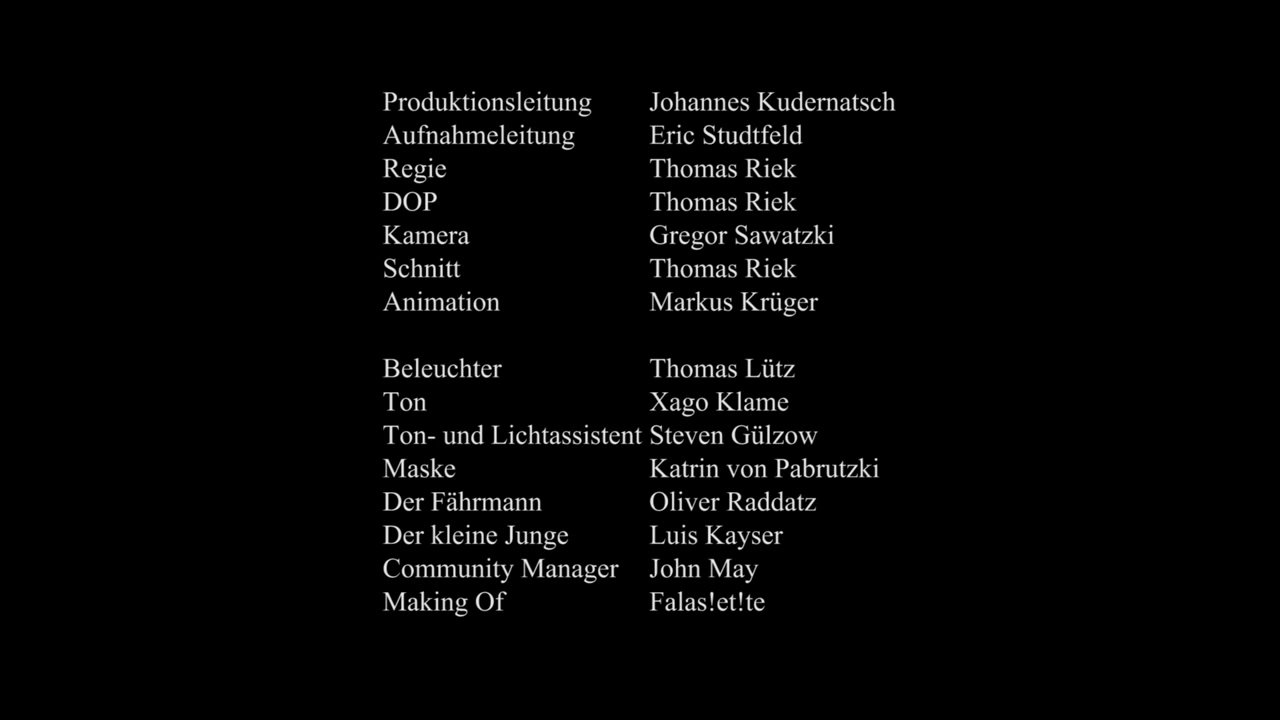 Produktionsleitung Johannes Kudernatsch
Aufnahmeleitung Eric Studtfeld
Regie Thomas Riek
DOP Thomas Riek
Kamera Gregor Sawatzki
Schnitt Thomas Riek
Animation Markus Krüger
Beleuchter Thomas Lütz
Ton Xago Klame
Ton- und Lichtassistent Steven Gülzow
Maske Katrin von Pabrutzki
Der Fährmann Oliver Raddatz
Der kleine Junge Luis Kayser
Community Manager John May
Making Of Falas!et!te